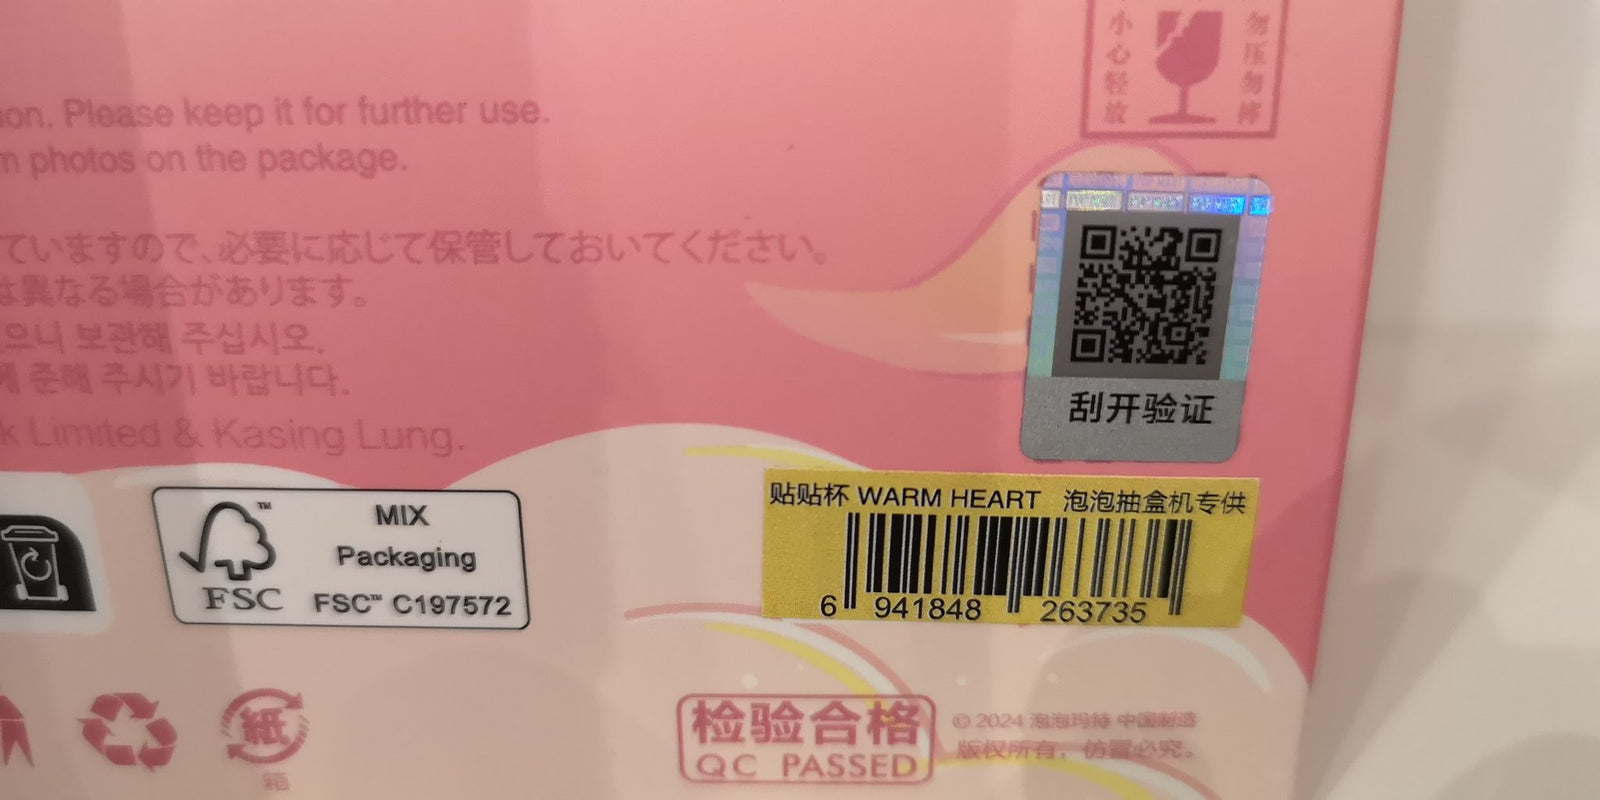 小心轻放
勿压勿摔
on. Please keep it for further use.
photos on the package.
ていますので、必要に応じて保管しておいてください。
は異なる場合があります。
으니 보관해 주십시오.
준해 주시기 바랍니다.
k Limited & Kasing Lung.
刮开验证
贴贴杯 WARM HEART 泡泡抽盒机专供
6 941848 263735
FSC™
MIX
Packaging
FSC™ C197572
紙
箱
检验合格
QC PASSED
© 2024 泡泡玛特 中国制造
版权所有，仿冒必究。